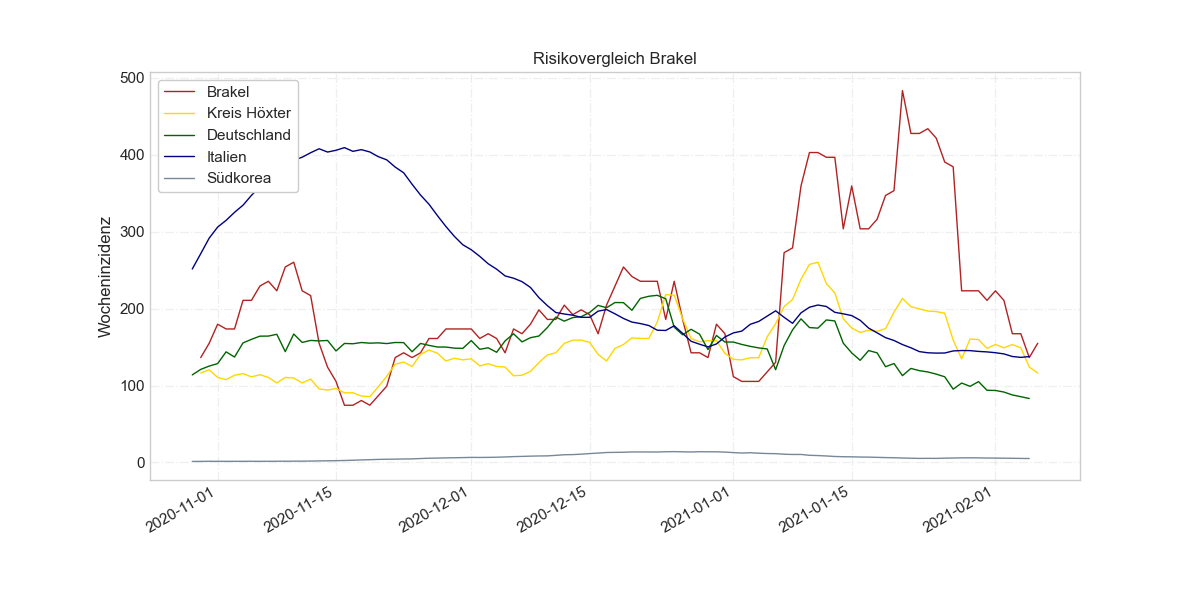 Risikovergleich Brakel
500
400
300
200
100
0
Wocheninzidenz
Brakel
Kreis Höxter
Deutschland
Italien
Südkorea
2020-11-01
2020-11-15
2020-12-01
2020-12-15
2021-01-01
2021-01-15
2021-02-01